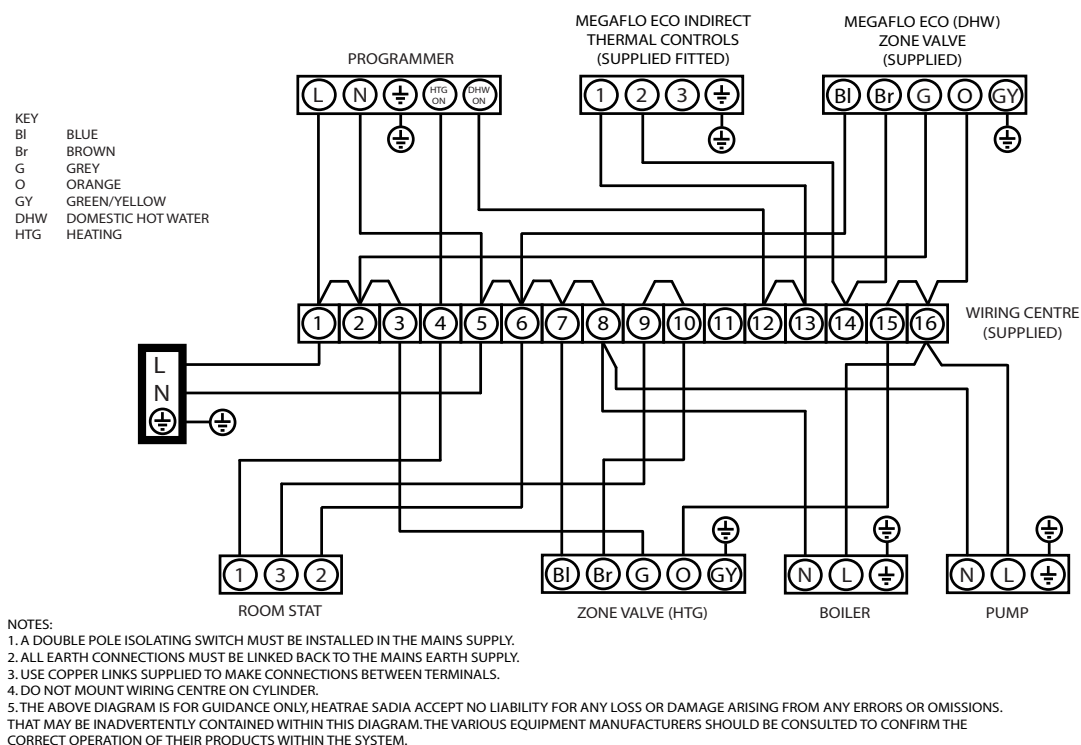 MEGAFLO ECO INDIRECT
THERMAL CONTROLS
(SUPPLIED FITTED)
MEGAFLO ECO (DHW)
ZONE VALVE
(SUPPLIED)
PROGRAMMER
L N HTG ON DHW ON
1 2 3
Bl Br G O GY
KEY
Bl BLUE
Br BROWN
G GREY
O ORANGE
GY GREEN/YELLOW
DHW DOMESTIC HOT WATER
HTG HEATING
1 2 3 4 5 6 7 8 9 10 11 12 13 14 15 16
WIRING CENTRE
(SUPPLIED)
L
N
1 3 2
ROOM STAT
Bl Br G O GY
ZONE VALVE (HTG)
N L
BOILER
N L
PUMP
NOTES:
1. A DOUBLE POLE ISOLATING SWITCH MUST BE INSTALLED IN THE MAINS SUPPLY.
2. ALL EARTH CONNECTIONS MUST BE LINKED BACK TO THE MAINS EARTH SUPPLY.
3. USE COPPER LINKS SUPPLIED TO MAKE CONNECTIONS BETWEEN TERMINALS.
4. DO NOT MOUNT WIRING CENTRE ON CYLINDER.
5. THE ABOVE DIAGRAM IS FOR GUIDANCE ONLY, HEATRAE SADIA ACCEPT NO LIABILITY FOR ANY LOSS OR DAMAGE ARISING FROM ANY ERRORS OR OMISSIONS.
THAT MAY BE INADVERTENTLY CONTAINED WITHIN THIS DIAGRAM. THE VARIOUS EQUIPMENT MANUFACTURERS SHOULD BE CONSULTED TO CONFIRM THE
CORRECT OPERATION OF THEIR PRODUCTS WITHIN THE SYSTEM.